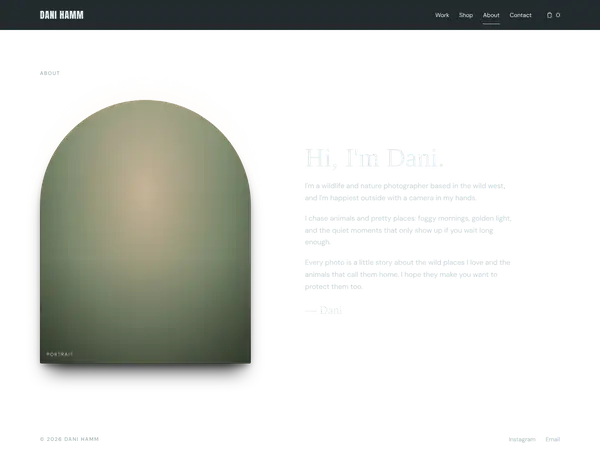 DANI HAMM
Work Shop About Contact 0
ABOUT
Hi, I'm Dani.
I'm a wildlife and nature photographer based in the wild west,
and I'm happiest outside with a camera in my hands.
I chase animals and pretty places, foggy mornings, golden light,
and the quiet moments that only show up if you wait long
enough.
Every photo is a little story about the wild places I love and the
animals that call them home. I hope they make you want to
protect them too.
— Dani
PORTRAIT
© 2026 DANI HAMM
Instagram Email